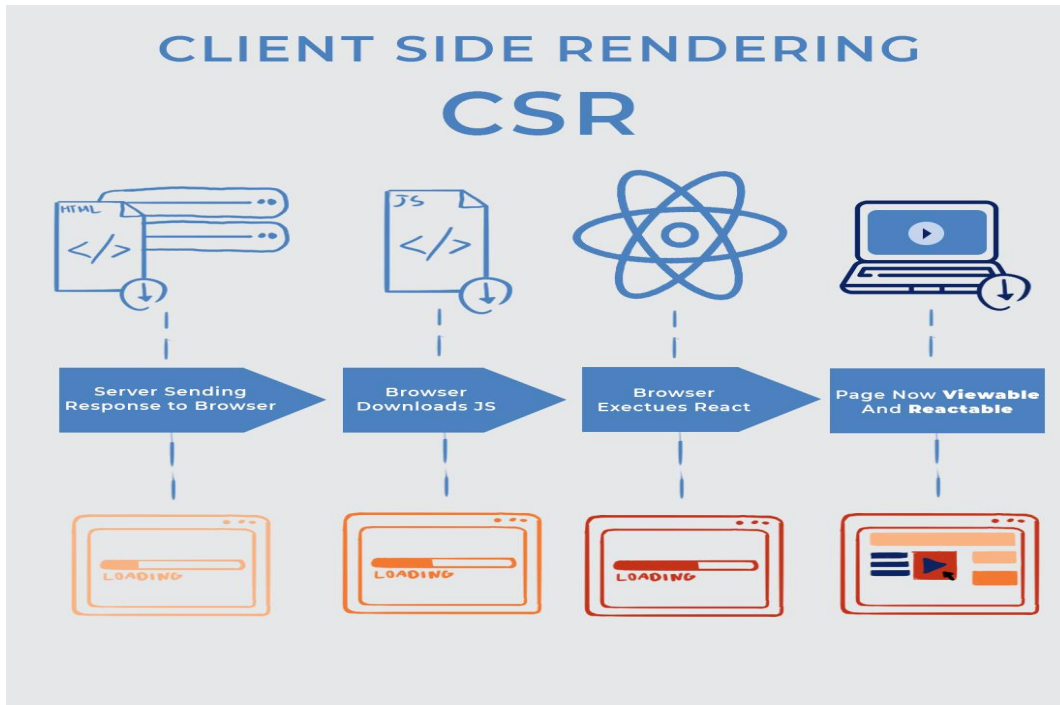 CLIENT SIDE RENDERING
CSR
HTML
</>
JS
</>
Server Sending
Response to Browser
Browser
Downloads JS
Browser
Exectues React
Page Now Viewable
And Reactable
LOADING
LOADING
LOADING